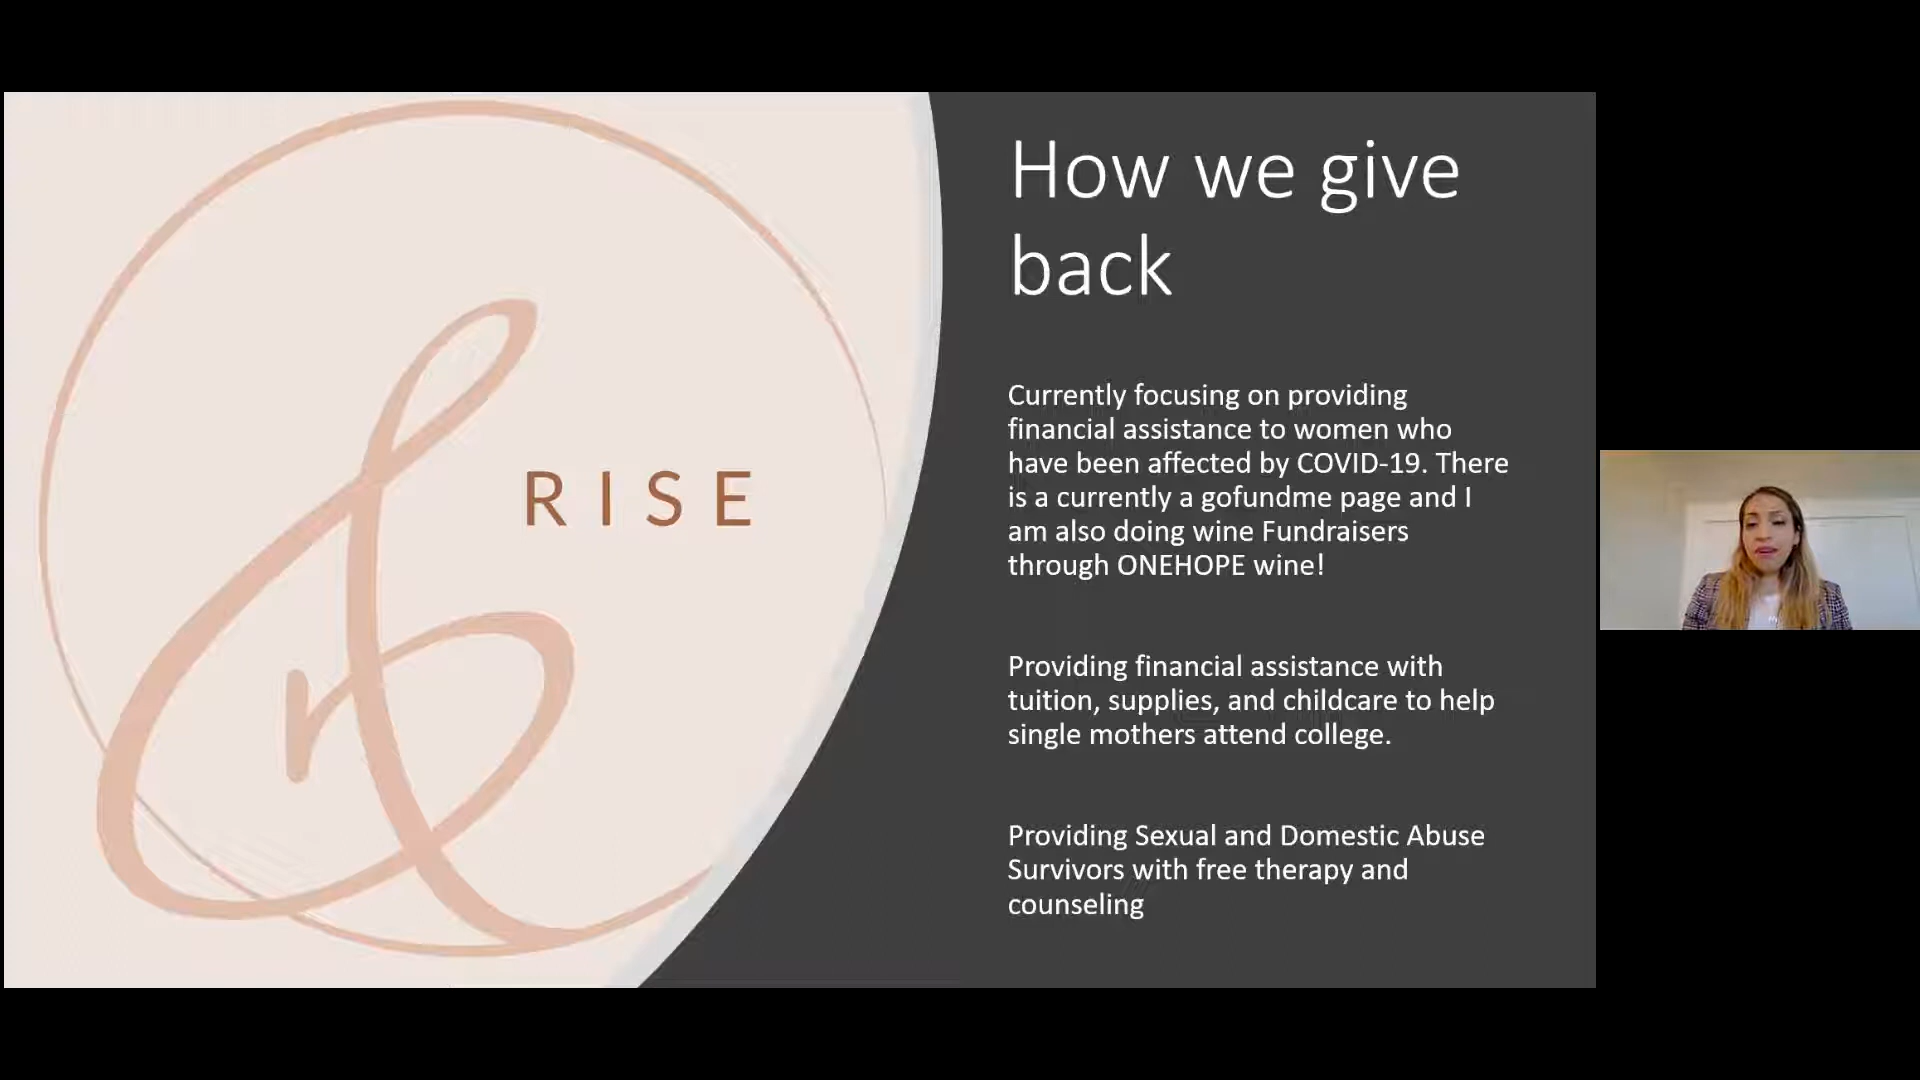 RISE
How we give
back
Currently focusing on providing
financial assistance to women who
have been affected by COVID-19. There
is a currently a gofundme page and I
am also doing wine Fundraisers
through ONEHOPE wine!
Providing financial assistance with
tuition, supplies, and childcare to help
single mothers attend college.
Providing Sexual and Domestic Abuse
Survivors with free therapy and
counseling